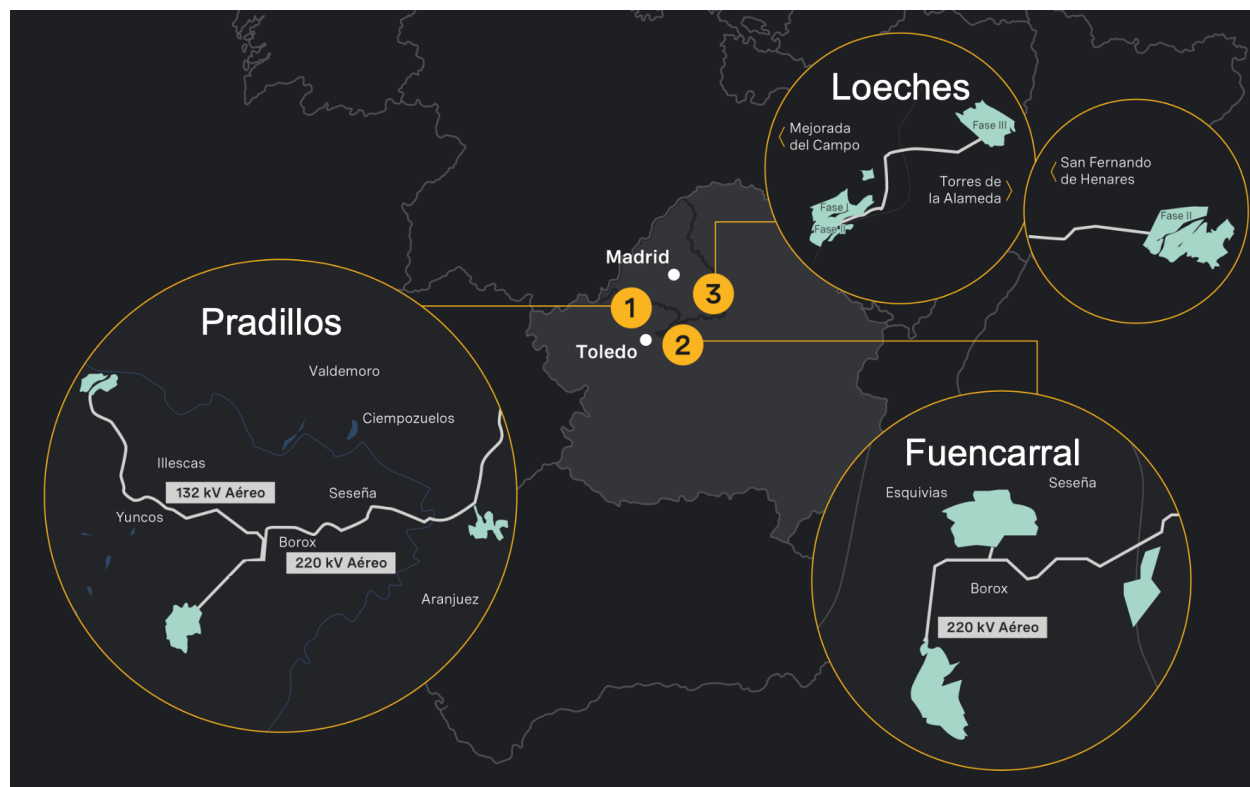 Loeches
Fase III
Mejorada
del Campo
Torres de
la Alameda
Fase I
Fase II
San Fernando
de Henares
Fase II
Madrid
1
3
Toledo
2
Pradillos
Valdemoro
Ciempozuelos
Illescas
132 kV Aéreo
Seseña
Yuncos
Borox
220 kV Aéreo
Aranjuez
Fuencarral
Esquivias
Seseña
Borox
220 kV Aéreo